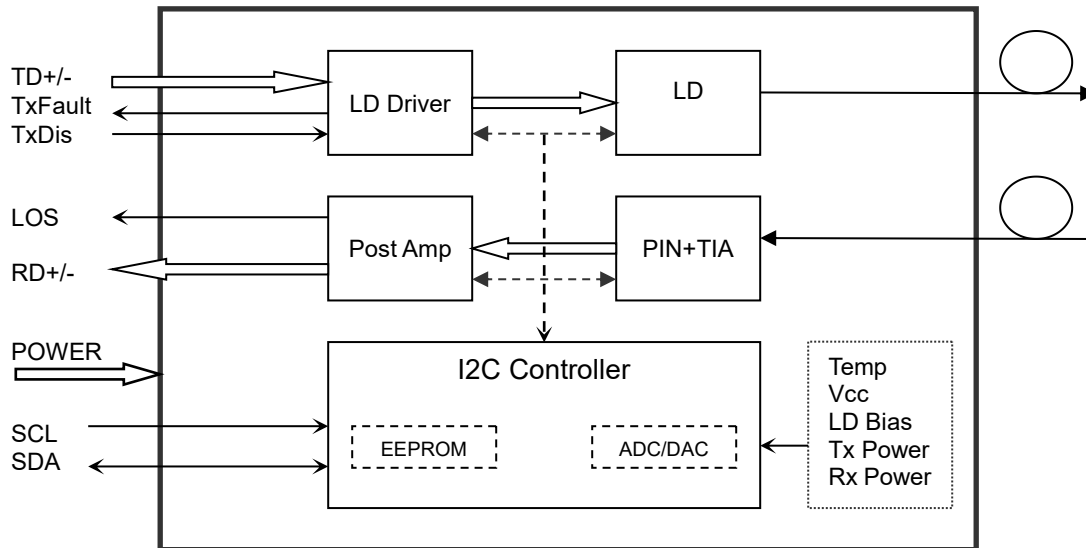 TD+/-
TxFault
TxDis
LD Driver
LD
LOS
RD+/-
Post Amp
PIN+TIA
POWER
SCL
SDA
I2C Controller
EEPROM
ADC/DAC
Temp
Vcc
LD Bias
Tx Power
Rx Power